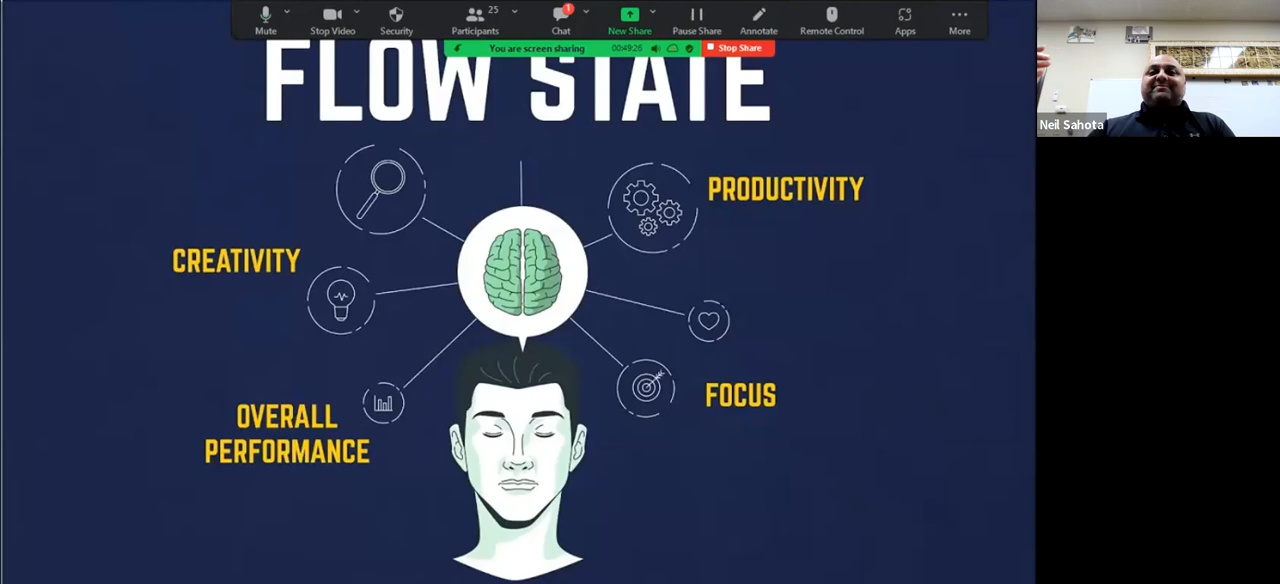 25
1
Mute
Stop Video
Security
Participants
Chat
New Share
Pause Share
Annotate
Remote Control
Apps
More
You are screen sharing
00:49:26
Stop Share
Neil Sahota
FLOW STATE
PRODUCTIVITY
CREATIVITY
FOCUS
OVERALL
PERFORMANCE